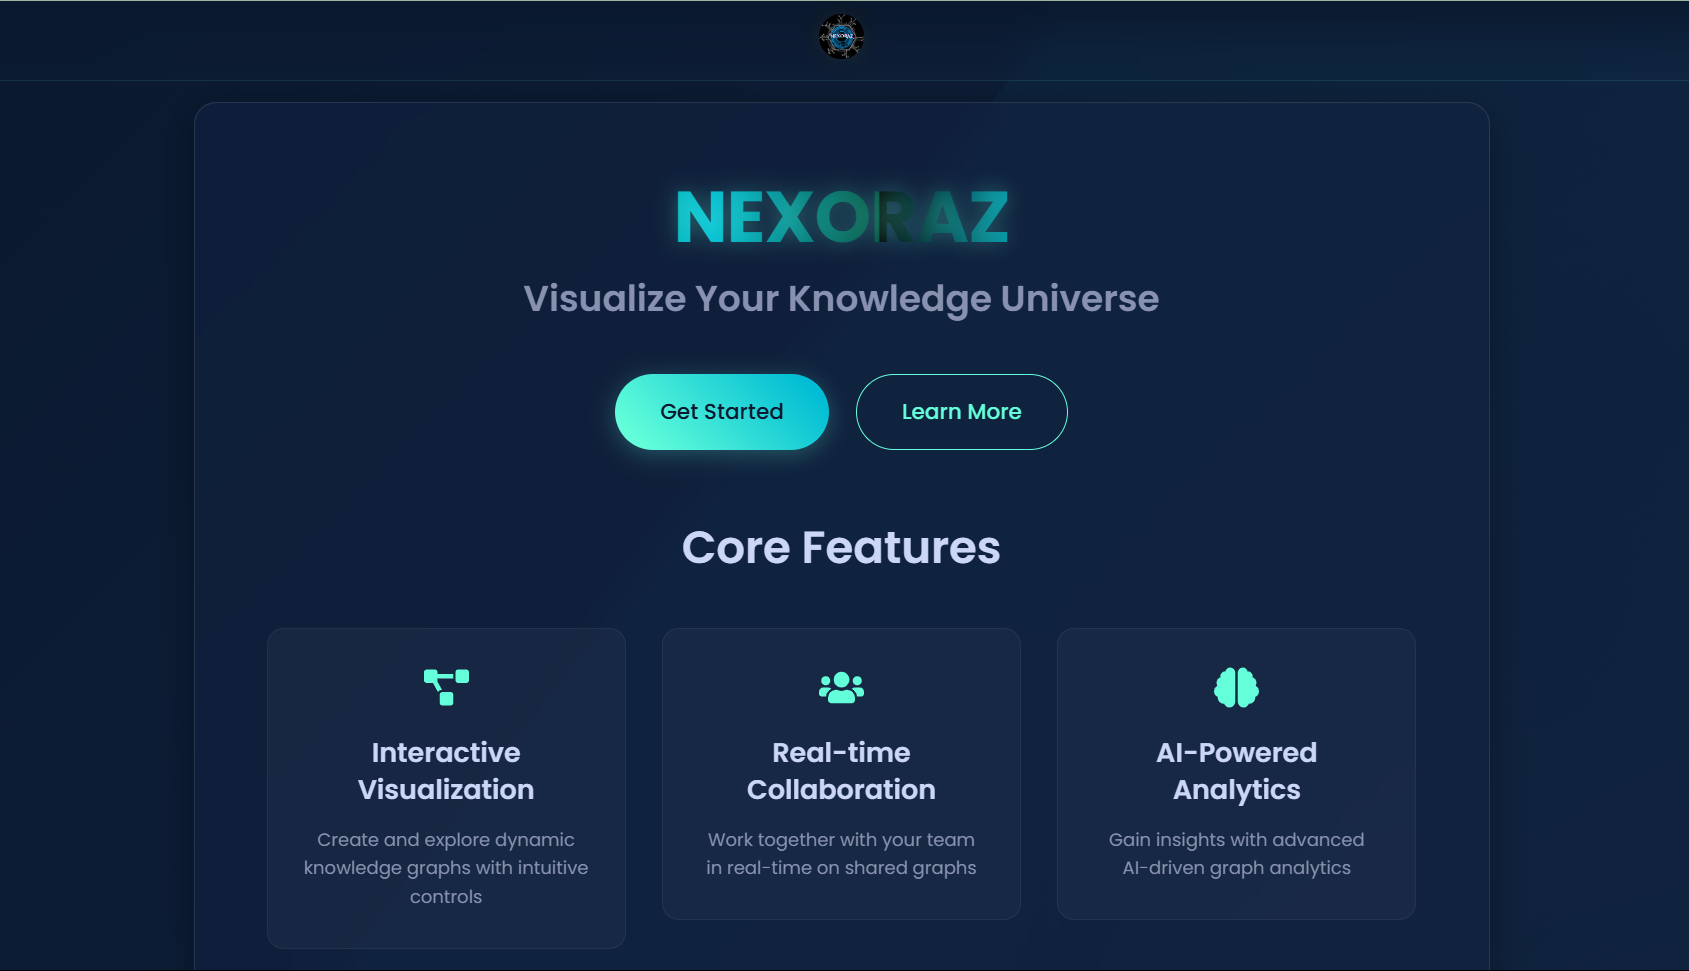 NEXORAZ
NEXORAZ
Visualize Your Knowledge Universe
Get Started
Learn More
Core Features
Interactive
Visualization
Create and explore dynamic
knowledge graphs with intuitive
controls
Real-time
Collaboration
Work together with your team
in real-time on shared graphs
AI-Powered
Analytics
Gain insights with advanced
AI-driven graph analytics